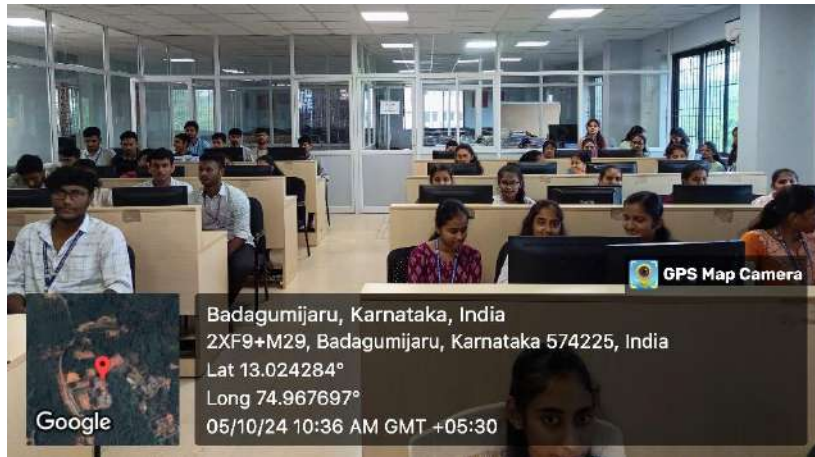 GPS Map Camera
Badagumijaru, Karnataka, India
2XF9+M29, Badagumijaru, Karnataka 574225, India
Lat 13.024284°
Long 74.967697°
05/10/24 10:36 AM GMT +05:30
Google